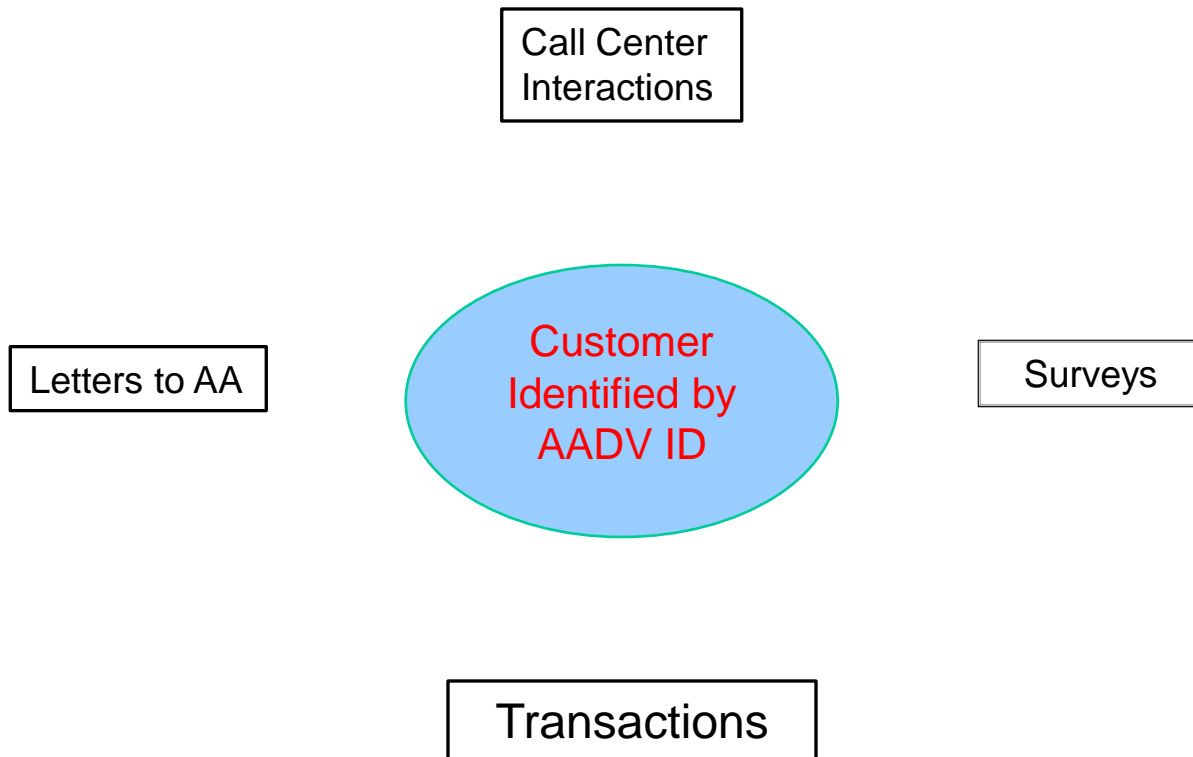 Call Center
Interactions
Customer
Identified by
AADV ID
Letters to AA
Surveys
Transactions